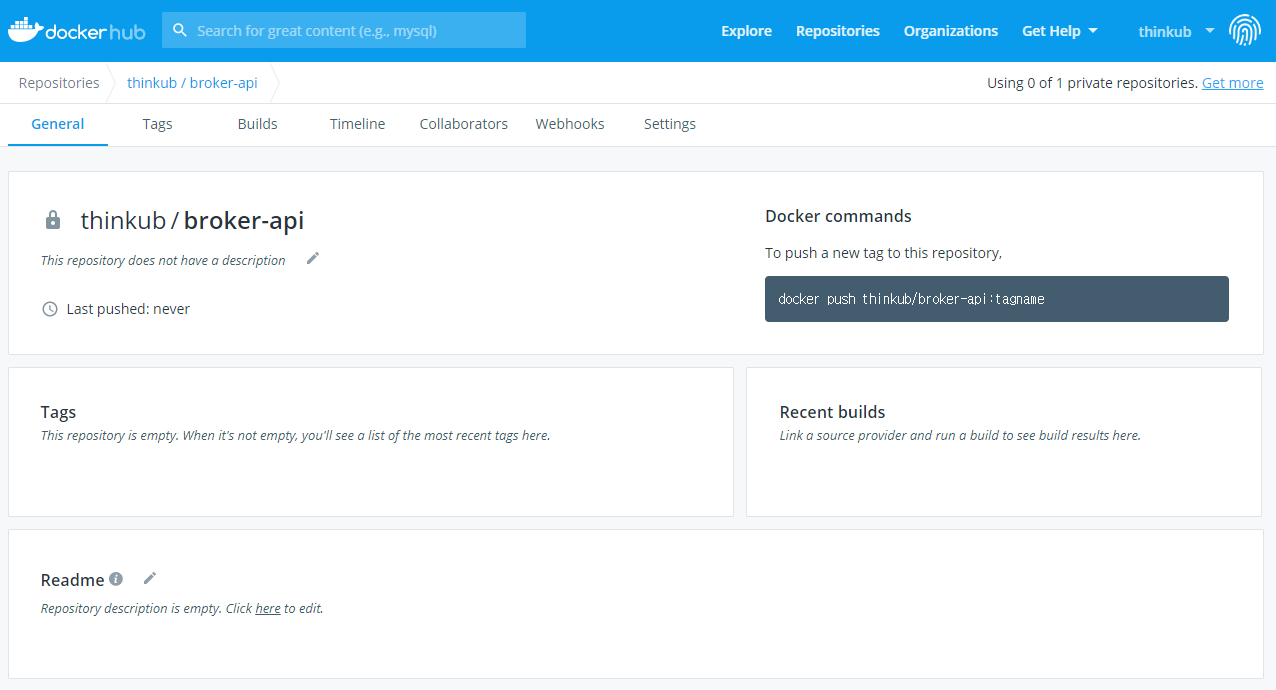 docker hub
Search for great content (e.g., mysql)
Explore
Repositories
Organizations
Get Help
thinkub
Repositories
thinkub / broker-api
Using 0 of 1 private repositories. Get more
General
Tags
Builds
Timeline
Collaborators
Webhooks
Settings
thinkub / broker-api
This repository does not have a description
Last pushed: never
Docker commands
To push a new tag to this repository,
docker push thinkub/broker-api:tagname
Tags
This repository is empty. When it's not empty, you'll see a list of the most recent tags here.
Recent builds
Link a source provider and run a build to see build results here.
Readme
Repository description is empty. Click here to edit.